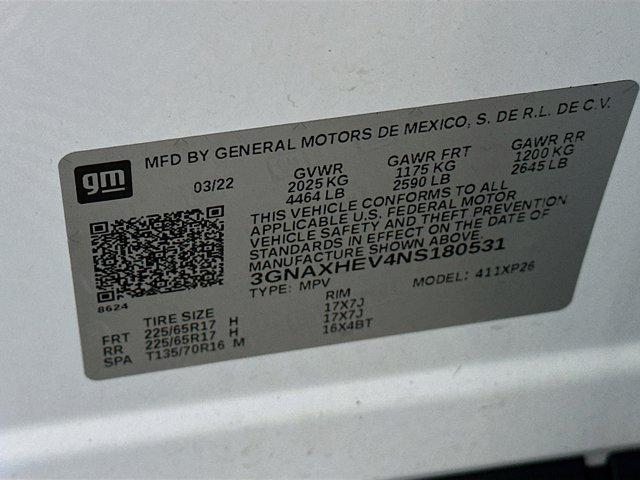 gm
MFD BY GENERAL MOTORS DE MEXICO, S. DE R.L. DE C.V.
03/22 GVWR GAWR FRT GAWR RR
2025 KG 1175 KG 1200 KG
4464 LB 2590 LB 2645 LB
THIS VEHICLE CONFORMS TO ALL
APPLICABLE U.S. FEDERAL MOTOR
VEHICLE SAFETY AND THEFT PREVENTION
STANDARDS IN EFFECT ON THE DATE OF
MANUFACTURE SHOWN ABOVE.
3GNAXHEV4NS180531
TYPE: MPV MODEL: 411XP26
8624
TIRE SIZE RIM
FRT 225/65R17 H 17X7J
RR 225/65R17 H 17X7J
SPA T135/70R16 M 16X4BT